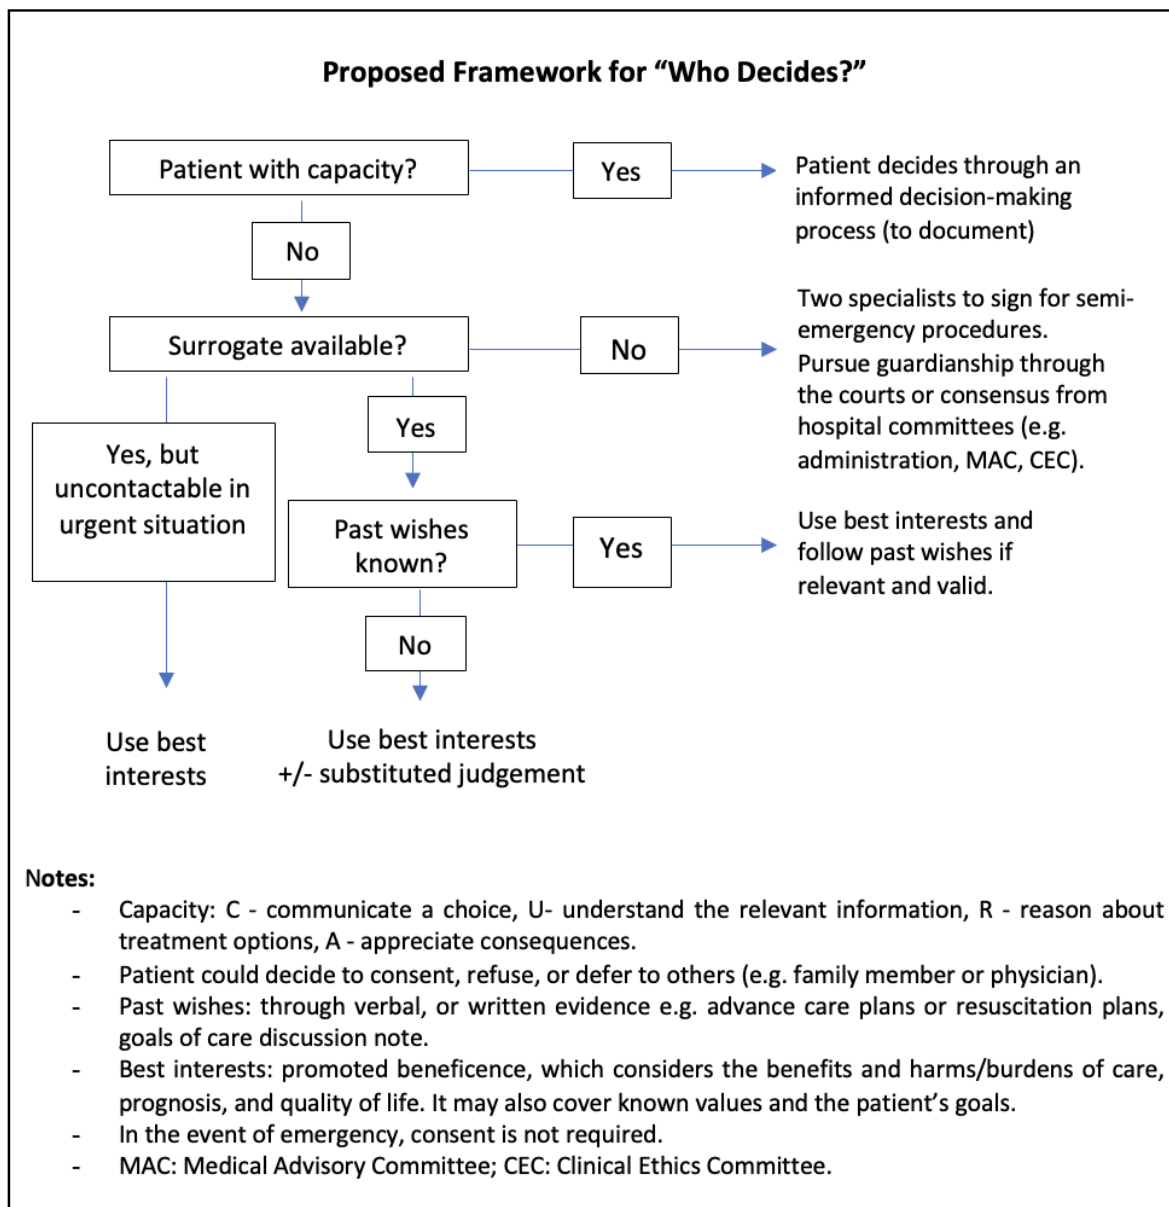 Proposed Framework for “Who Decides?”
Patient with capacity?
Yes
Patient decides through an
informed decision-making
process (to document)
No
Surrogate available?
No
Two specialists to sign for semi-
emergency procedures.
Pursue guardianship through
the courts or consensus from
hospital committees (e.g.
administration, MAC, CEC).
Yes, but
uncontactable in
urgent situation
Yes
Past wishes
known?
Yes
Use best interests and
follow past wishes if
relevant and valid.
No
Use best
interests
Use best interests
+/- substituted judgement
Notes:
- Capacity: C - communicate a choice, U- understand the relevant information, R - reason about
treatment options, A - appreciate consequences.
- Patient could decide to consent, refuse, or defer to others (e.g. family member or physician).
- Past wishes: through verbal, or written evidence e.g. advance care plans or resuscitation plans,
goals of care discussion note.
- Best interests: promoted beneficence, which considers the benefits and harms/burdens of care,
prognosis, and quality of life. It may also cover known values and the patient’s goals.
- In the event of emergency, consent is not required.
- MAC: Medical Advisory Committee; CEC: Clinical Ethics Committee.